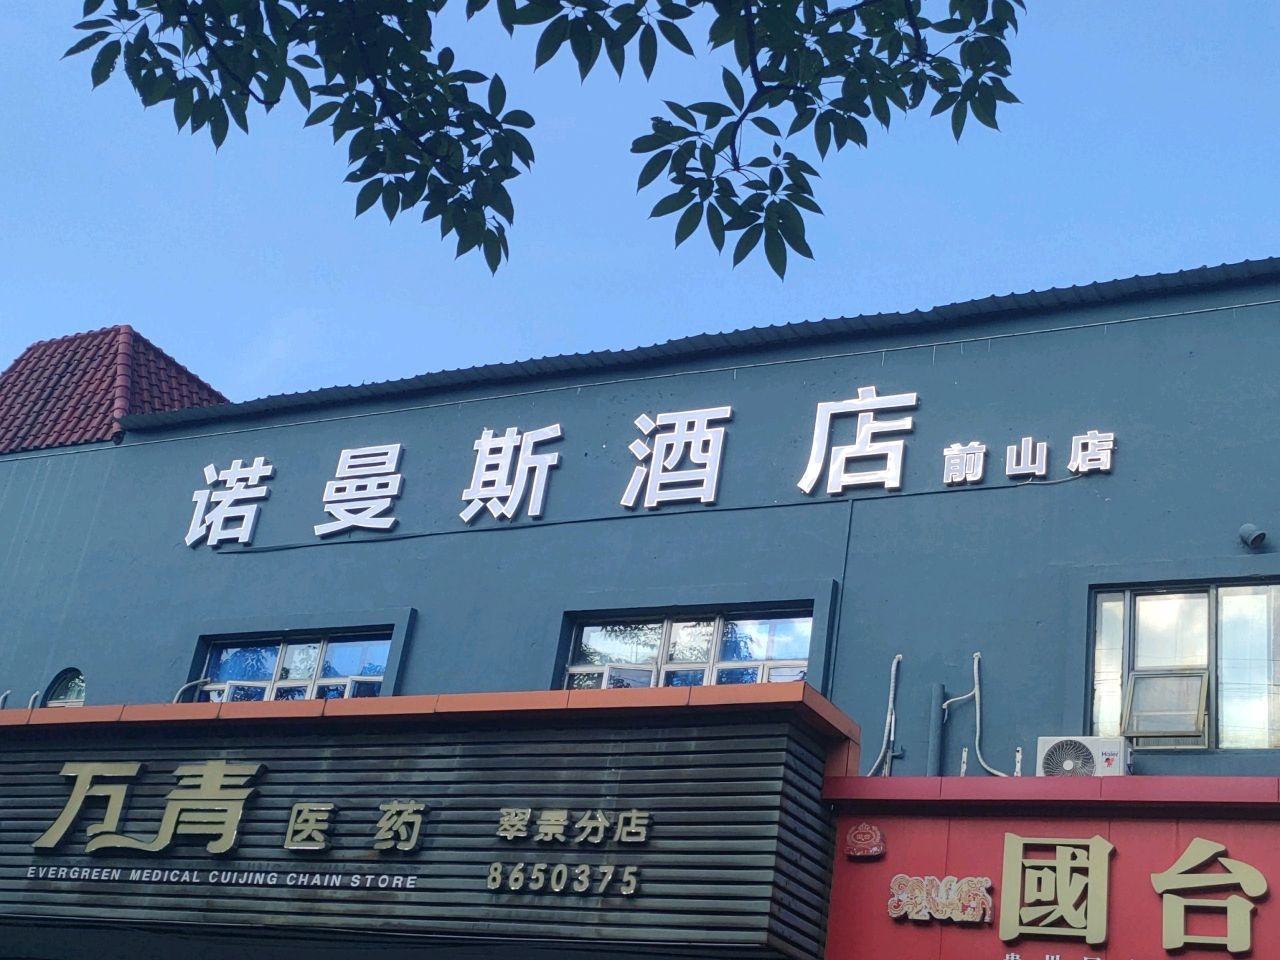 诺曼斯酒店 前山店
万青医药 翠景分店
EVERGREEN MEDICAL CUIJING CHAIN STORE
8650375
Haier
國台